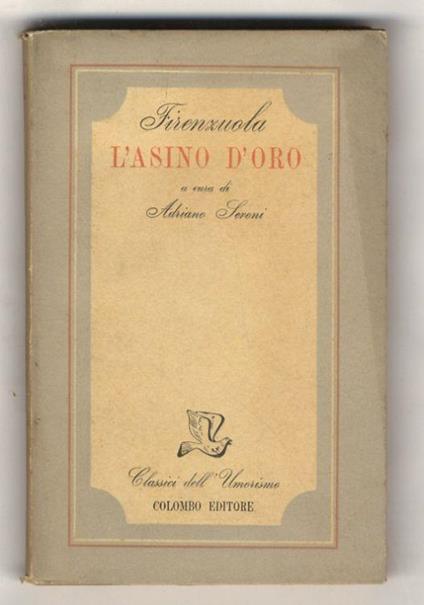 Firenzuola
L'ASINO D'ORO
a cura di
Adriano Seroni
Classici dell'Umorismo
COLOMBO EDITORE